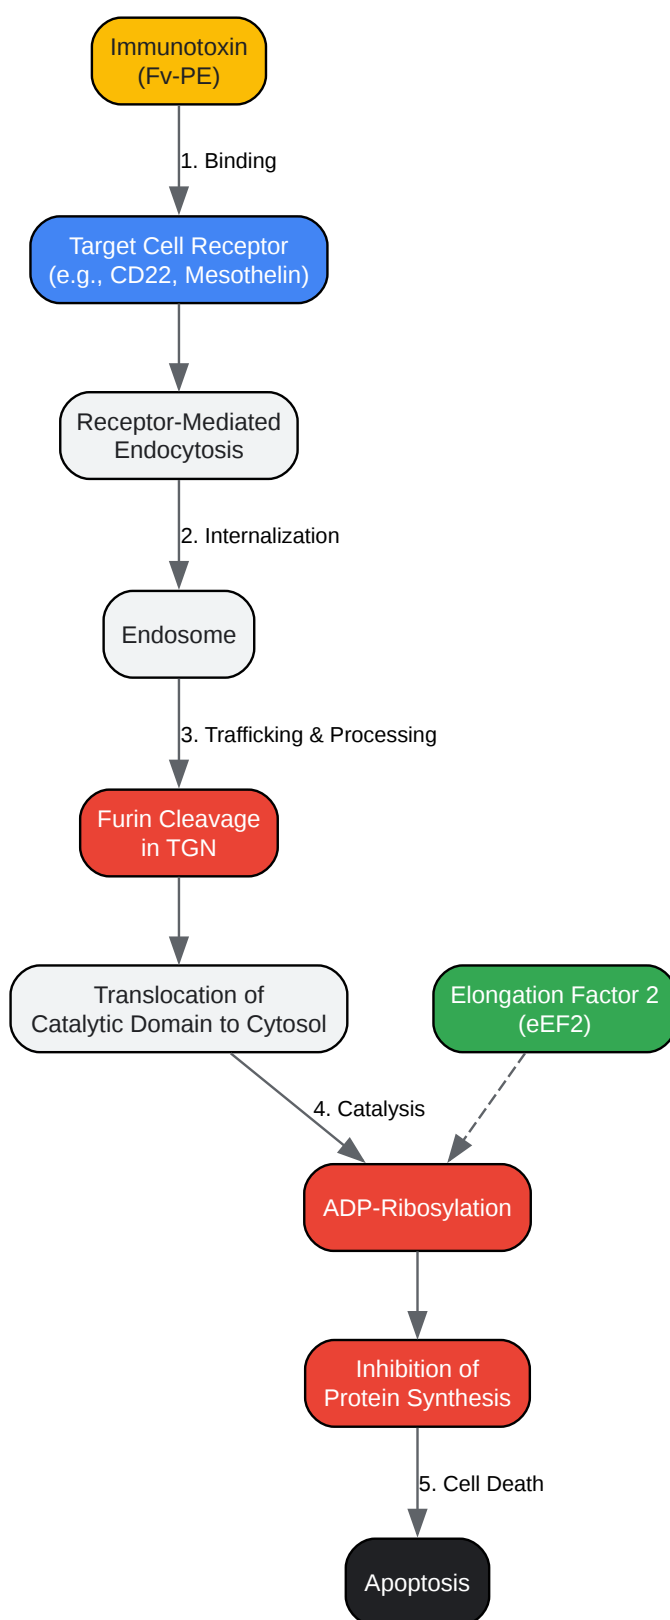 Immunotoxin
(Fv-PE)
1. Binding
Target Cell Receptor
(e.g., CD22, Mesothelin)
Receptor-Mediated
Endocytosis
2. Internalization
Endosome
3. Trafficking & Processing
Furin Cleavage
in TGN
Translocation of
Catalytic Domain to Cytosol
Elongation Factor 2
(eEF2)
4. Catalysis
ADP-Ribosylation
Inhibition of
Protein Synthesis
5. Cell Death
Apoptosis